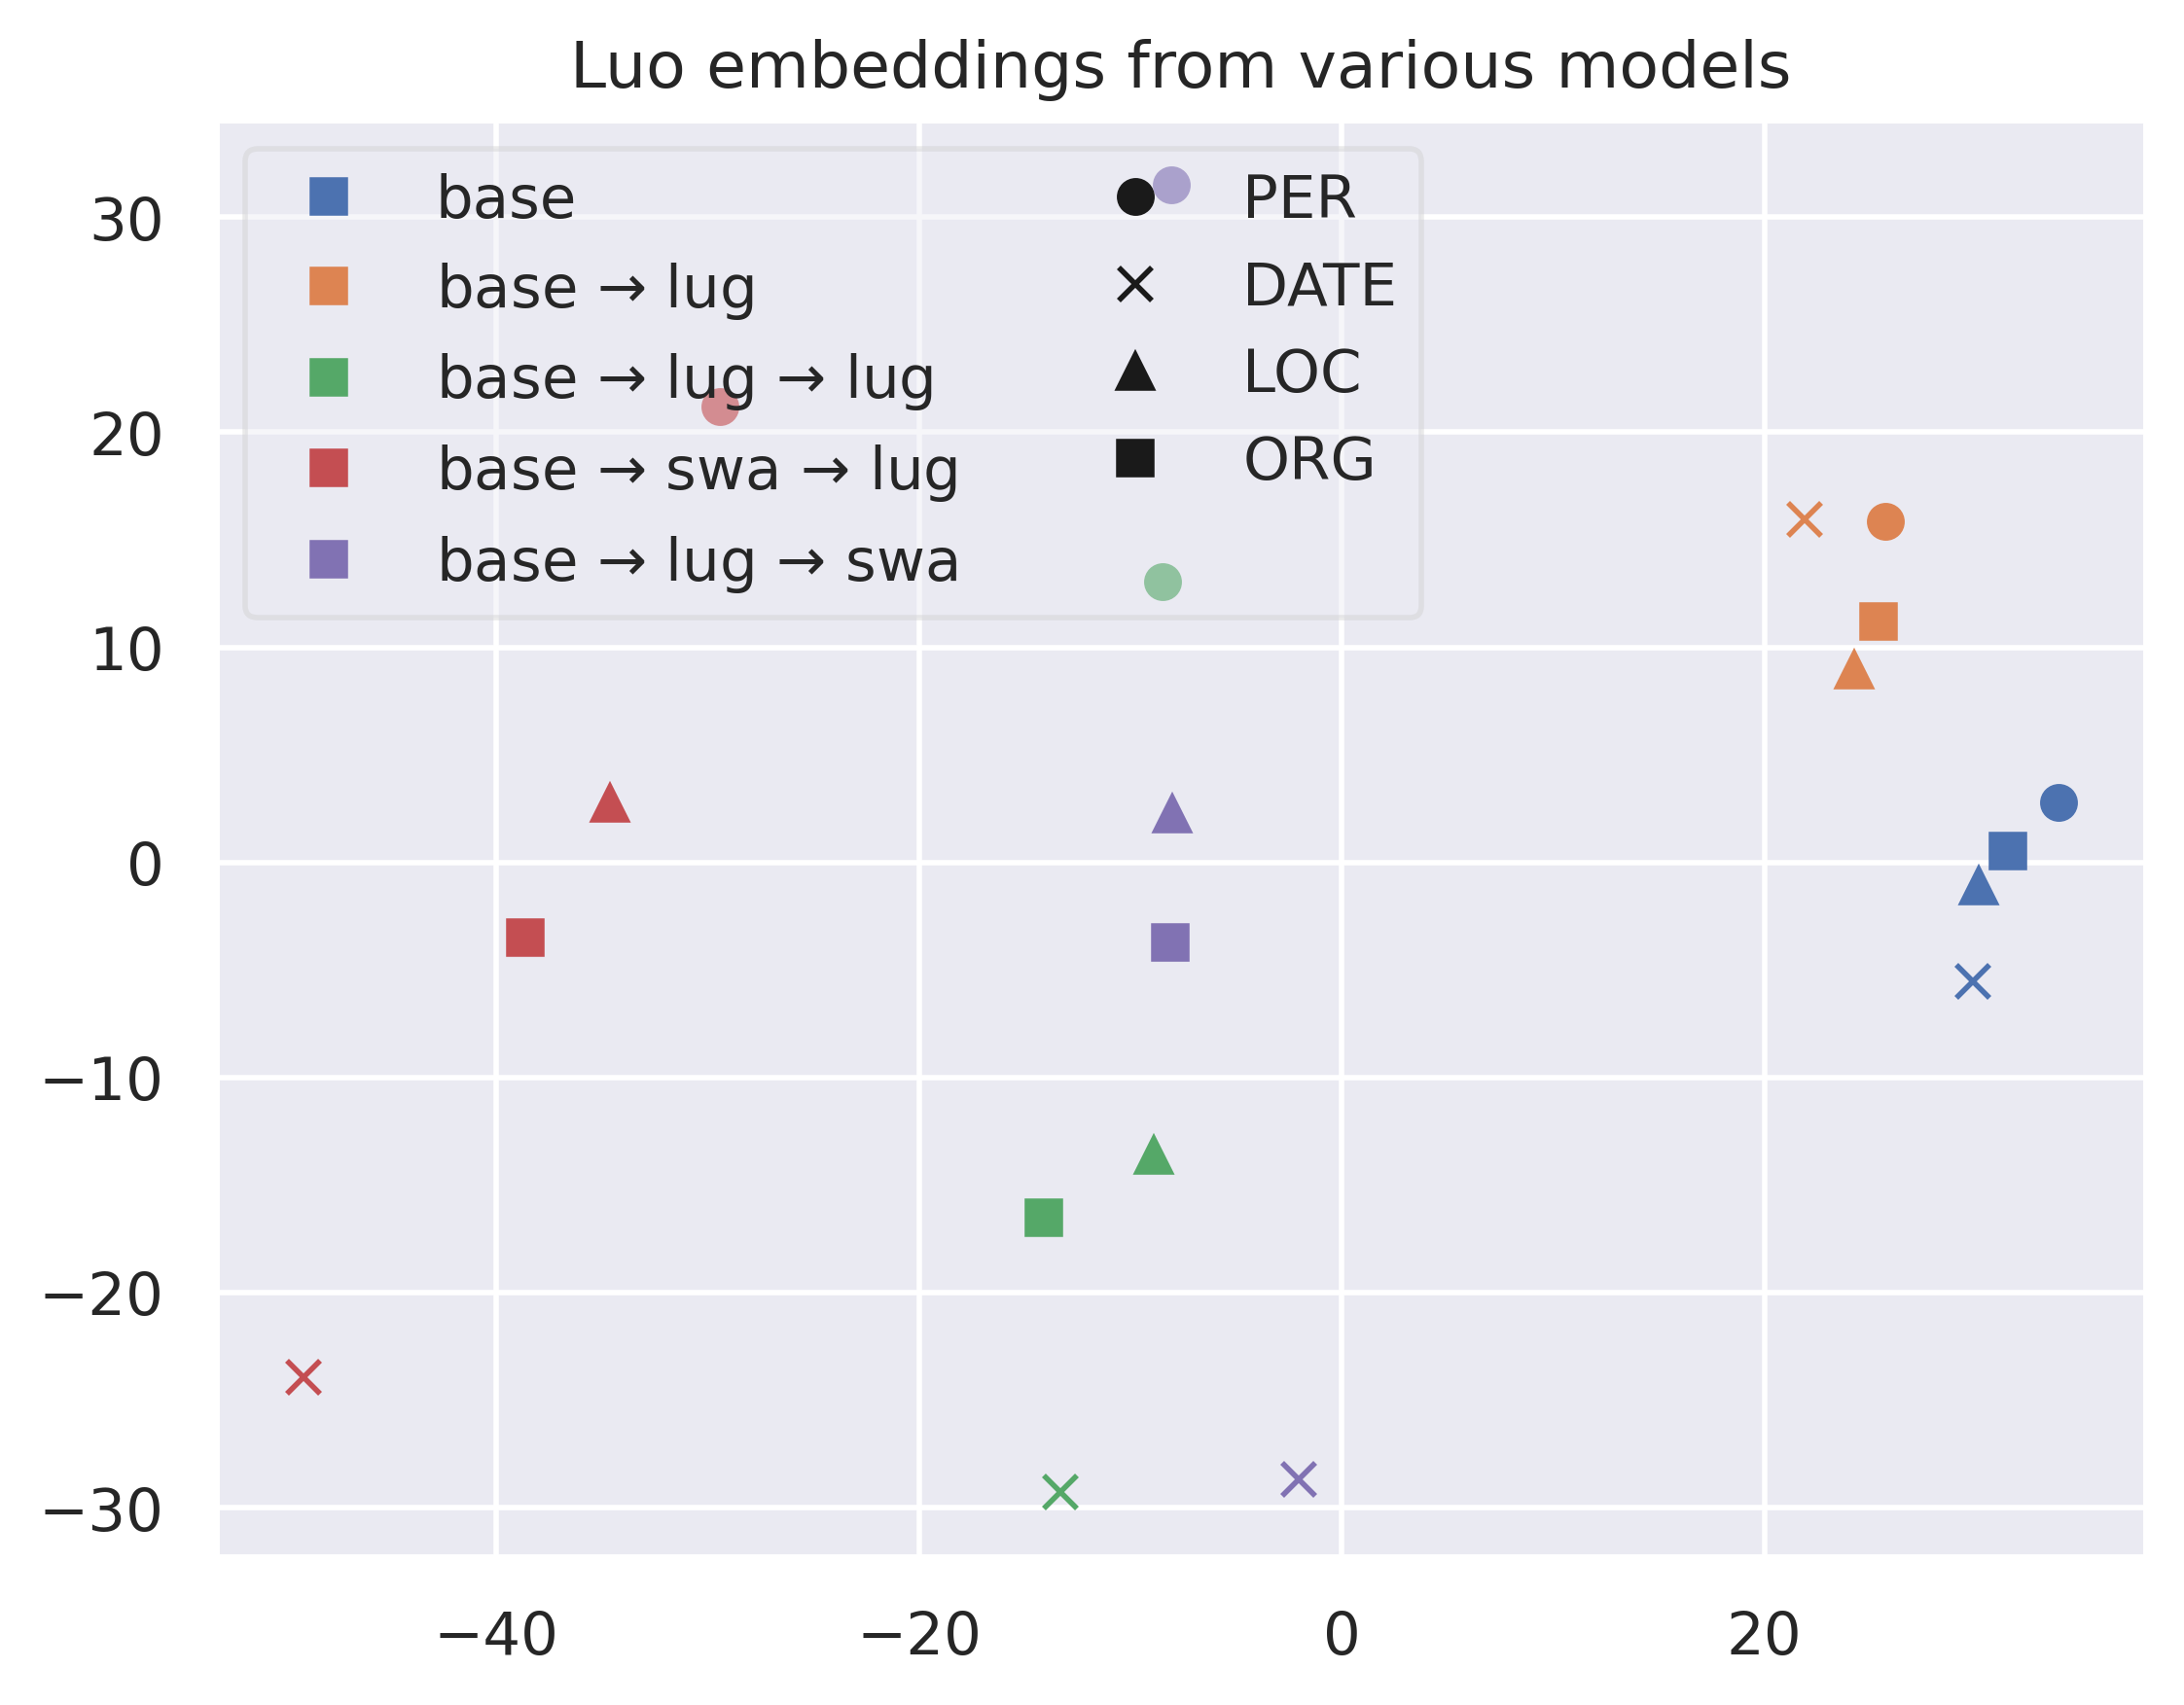 Luo embeddings from various models
base
base → lug
base → lug → lug
base → swa → lug
base → lug → swa
PER
DATE
LOC
ORG
30
20
10
0
−10
−20
−30
−40
−20
0
20